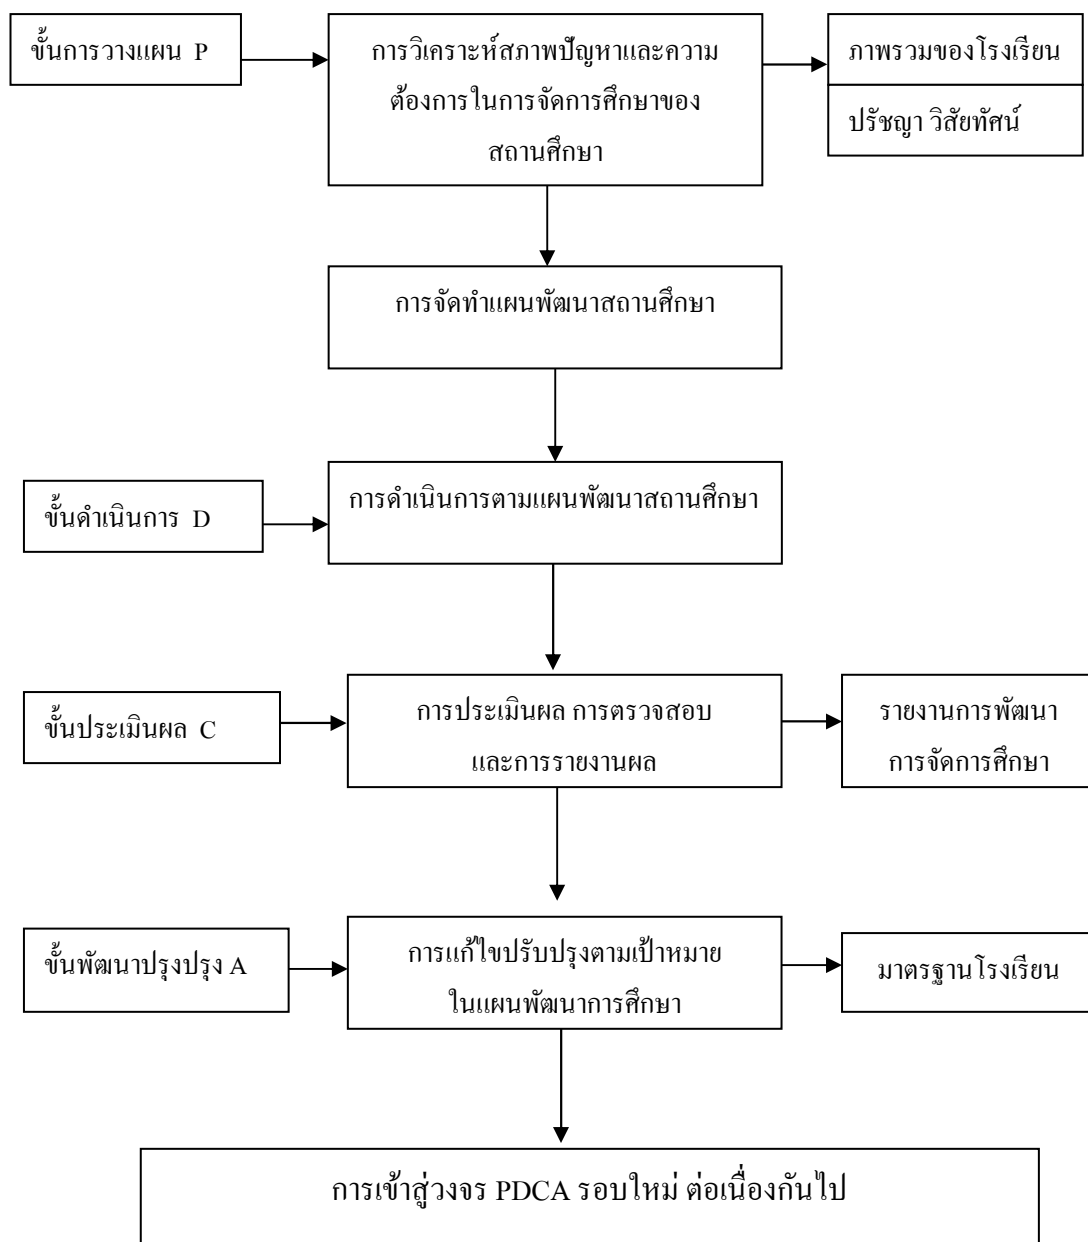 ขั้นการวางแผน P
การวิเคราะห์สภาพปัญหาและความ
ต้องการในการจัดการศึกษาของ
สถานศึกษา
ภาพรวมของโรงเรียน
ปรัชญา วิสัยทัศน์
การจัดทำแผนพัฒนาสถานศึกษา
ขั้นดำเนินการ D
การดำเนินการตามแผนพัฒนาสถานศึกษา
ขั้นประเมินผล C
การประเมินผล การตรวจสอบ
และการรายงานผล
รายงานการพัฒนา
การจัดการศึกษา
ขั้นพัฒนาปรุงปรุง A
การแก้ไขปรับปรุงตามเป้าหมาย
ในแผนพัฒนาการศึกษา
มาตรฐานโรงเรียน
การเข้าสู่วงจร PDCA รอบใหม่ ต่อเนื่องกันไป